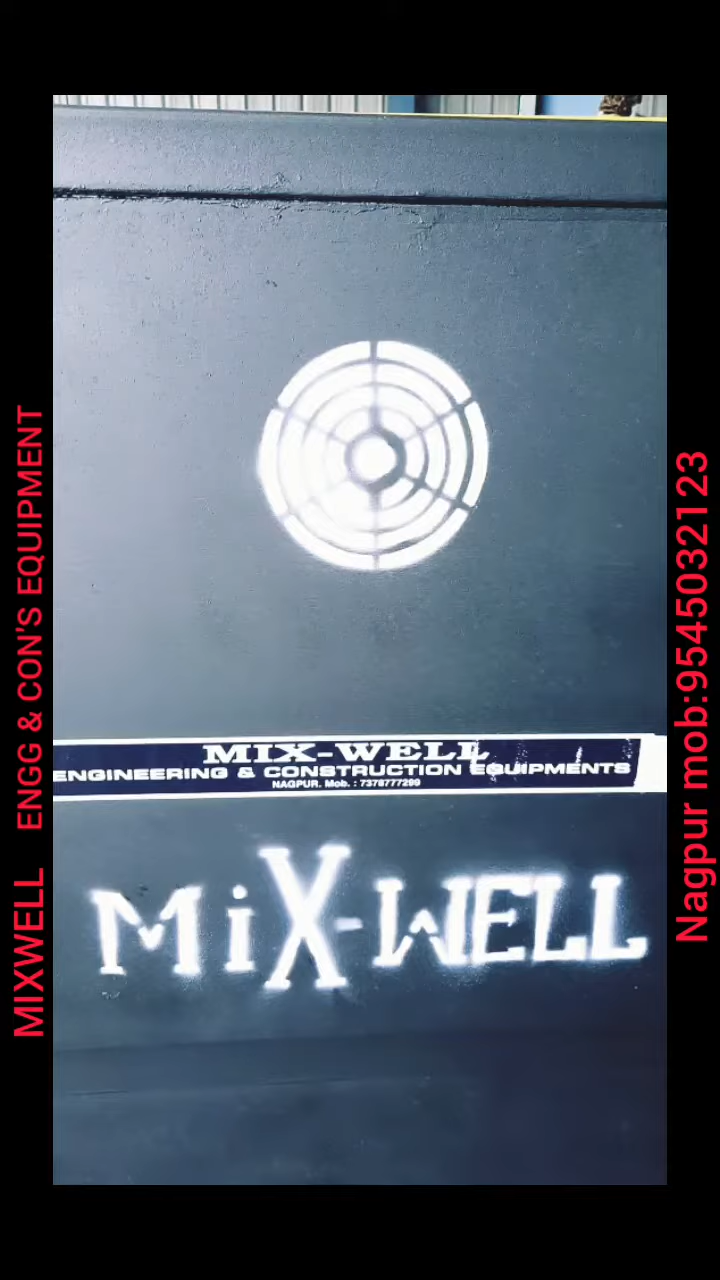 MIXWELL ENGG & CON'S EQUIPMENT
MIX-WELL
ENGINEERING & CONSTRUCTION EQUIPMENTS
NAGPUR. Mob. : 7378777299
MiX-WELL
Nagpur mob:9545032123